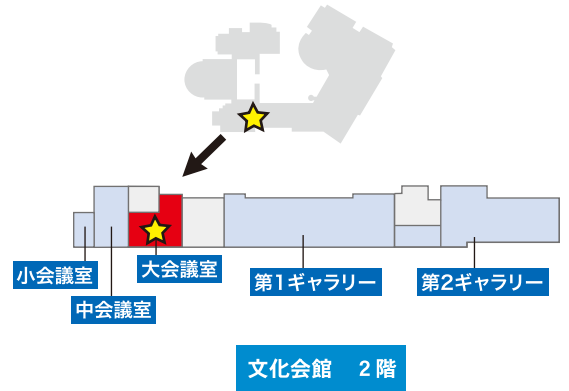 小会議室
中会議室
大会議室
第1ギャラリー
第2ギャラリー
文化会館　２階